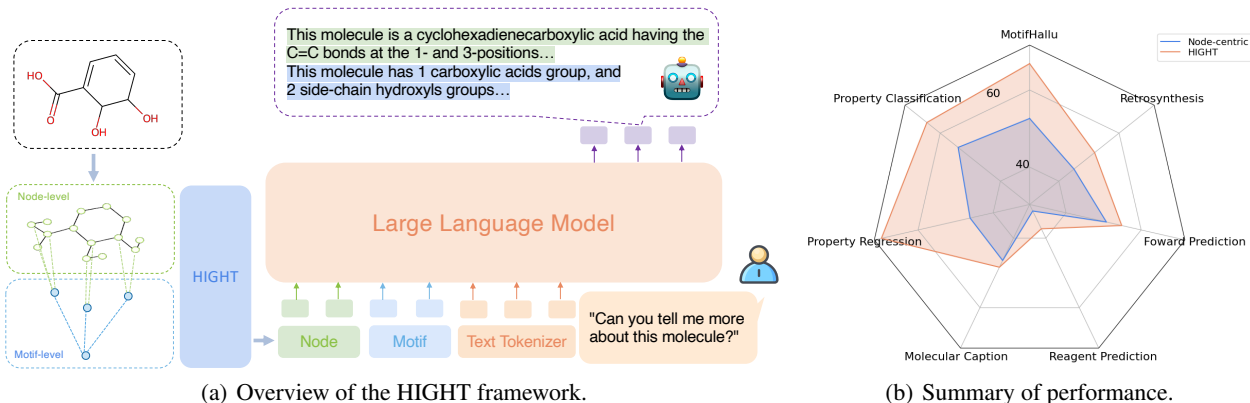 This molecule is a cyclohexadienecarboxylic acid having the
C=C bonds at the 1- and 3-positions…
This molecule has 1 carboxylic acids group, and
2 side-chain hydroxyls groups…
HO
O
OH
OH
Node-level
Motif-level
HIGHT
Large Language Model
Node
Motif
Text Tokenizer
"Can you tell me more
about this molecule?"
(a) Overview of the HIGHT framework.
MotifHallu
Node-centric
HIGHT
60
40
Property Classification
Retrosynthesis
Property Regression
Foward Prediction
Molecular Caption
Reagent Prediction
(b) Summary of performance.